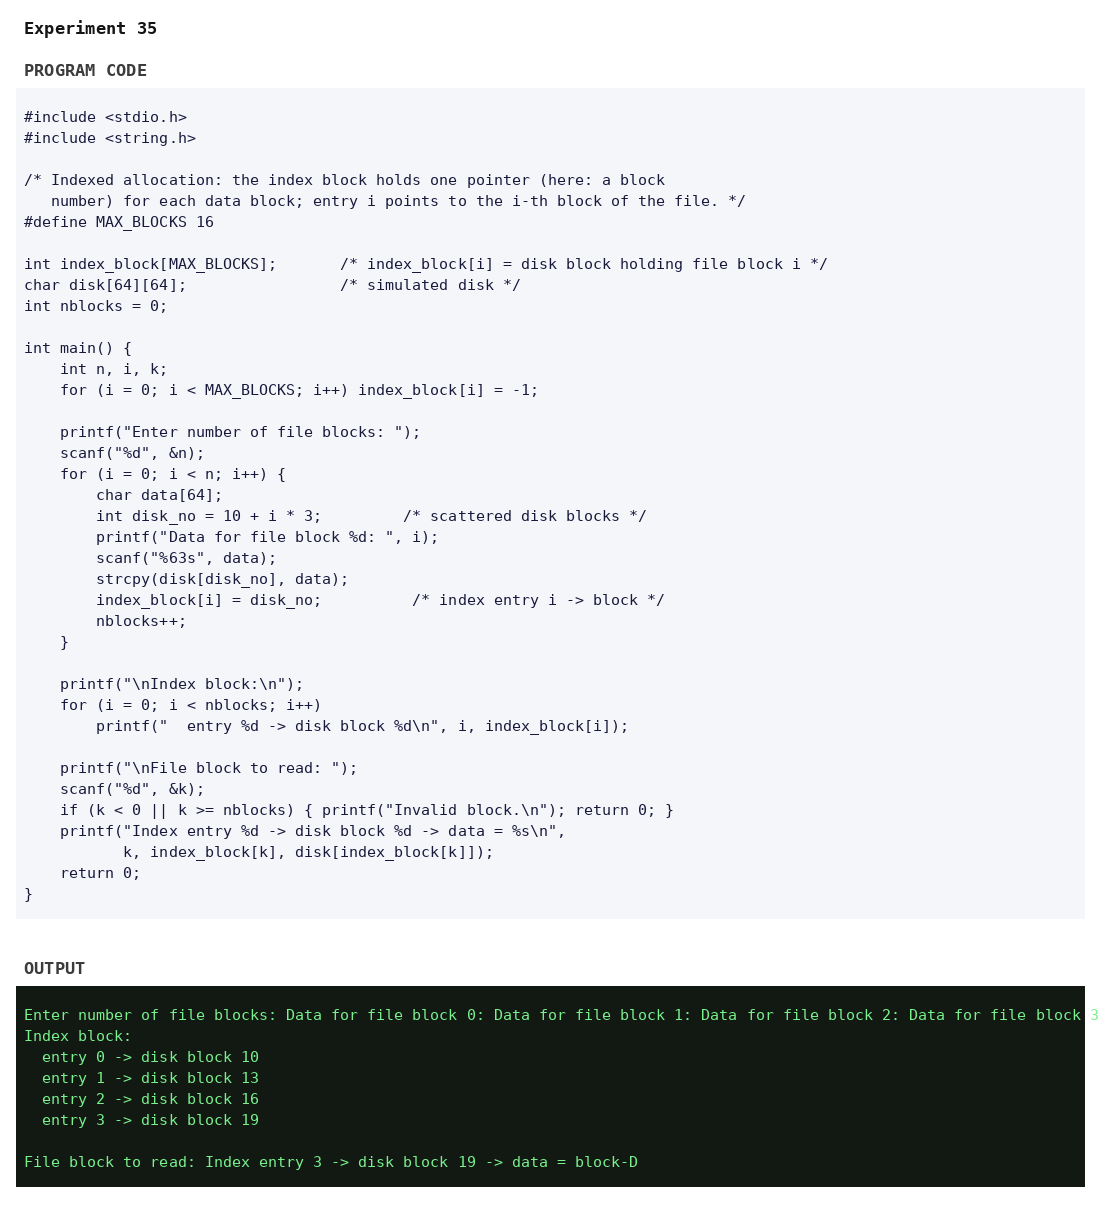 Experiment 35
PROGRAM CODE
#include <stdio.h>
#include <string.h>

/* Indexed allocation: the index block holds one pointer (here: a block
   number) for each data block; entry i points to the i-th block of the file. */
#define MAX_BLOCKS 16

int index_block[MAX_BLOCKS];       /* index_block[i] = disk block holding file block i */
char disk[64][64];                 /* simulated disk */
int nblocks = 0;

int main() {
    int n, i, k;
    for (i = 0; i < MAX_BLOCKS; i++) index_block[i] = -1;

    printf("Enter number of file blocks: ");
    scanf("%d", &n);
    for (i = 0; i < n; i++) {
        char data[64];
        int disk_no = 10 + i * 3;         /* scattered disk blocks */
        printf("Data for file block %d: ", i);
        scanf("%63s", data);
        strcpy(disk[disk_no], data);
        index_block[i] = disk_no;          /* index entry i -> block */
        nblocks++;
    }

    printf("\nIndex block:\n");
    for (i = 0; i < nblocks; i++)
        printf("  entry %d -> disk block %d\n", i, index_block[i]);

    printf("\nFile block to read: ");
    scanf("%d", &k);
    if (k < 0 || k >= nblocks) { printf("Invalid block.\n"); return 0; }
    printf("Index entry %d -> disk block %d -> data = %s\n",
           k, index_block[k], disk[index_block[k]]);
    return 0;
}
OUTPUT
Enter number of file blocks: Data for file block 0: Data for file block 1: Data for file block 2: Data for file block 3
Index block:
  entry 0 -> disk block 10
  entry 1 -> disk block 13
  entry 2 -> disk block 16
  entry 3 -> disk block 19

File block to read: Index entry 3 -> disk block 19 -> data = block-D